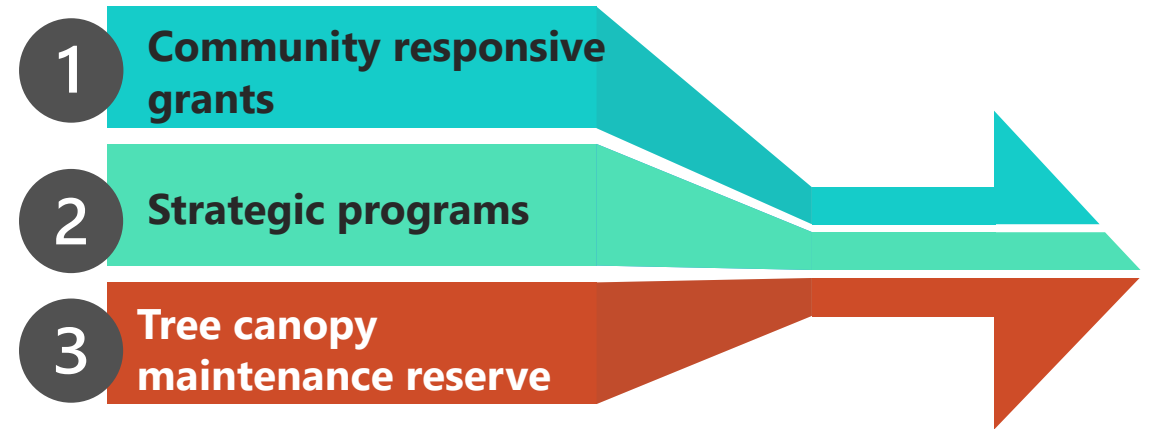 1
Community responsive
grants
2
Strategic programs
3
Tree canopy
maintenance reserve